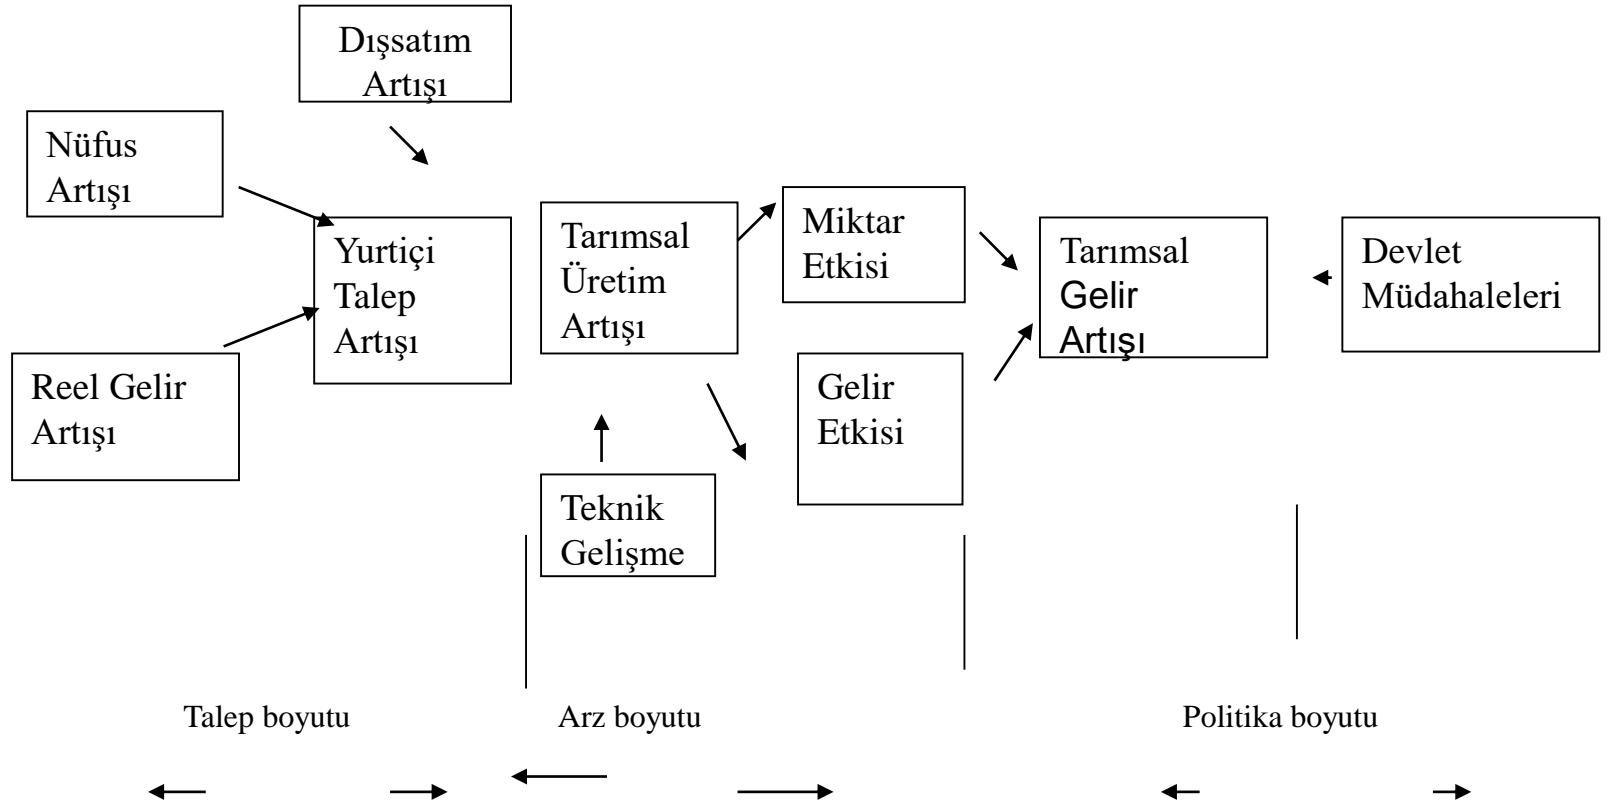 Dışsatım
Artışı
Nüfus
Artışı
Yurtiçi
Talep
Artışı
Reel Gelir
Artışı
Tarımsal
Üretim
Artışı
Teknik
Gelişme
Miktar
Etkisi
Gelir
Etkisi
Tarımsal
Gelir
Artışı
Devlet
Müdahaleleri
Talep boyutu
Arz boyutu
Politika boyutu